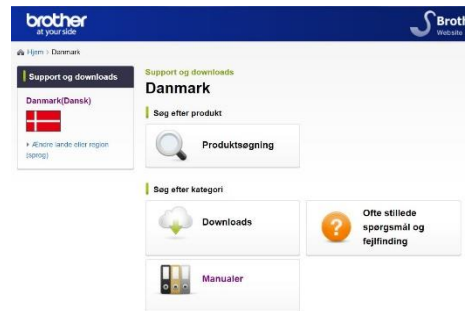 brother
at your side
Broth
Website
Hjem > Danmark
Support og downloads
Danmark(Dansk)
Ændre lande eller region
(sprog)
Support og downloads
Danmark
Søg efter produkt
Produktsøgning
Søg efter kategori
Downloads
Ofte stillede
spørgsmål og
fejlfinding
Manualer